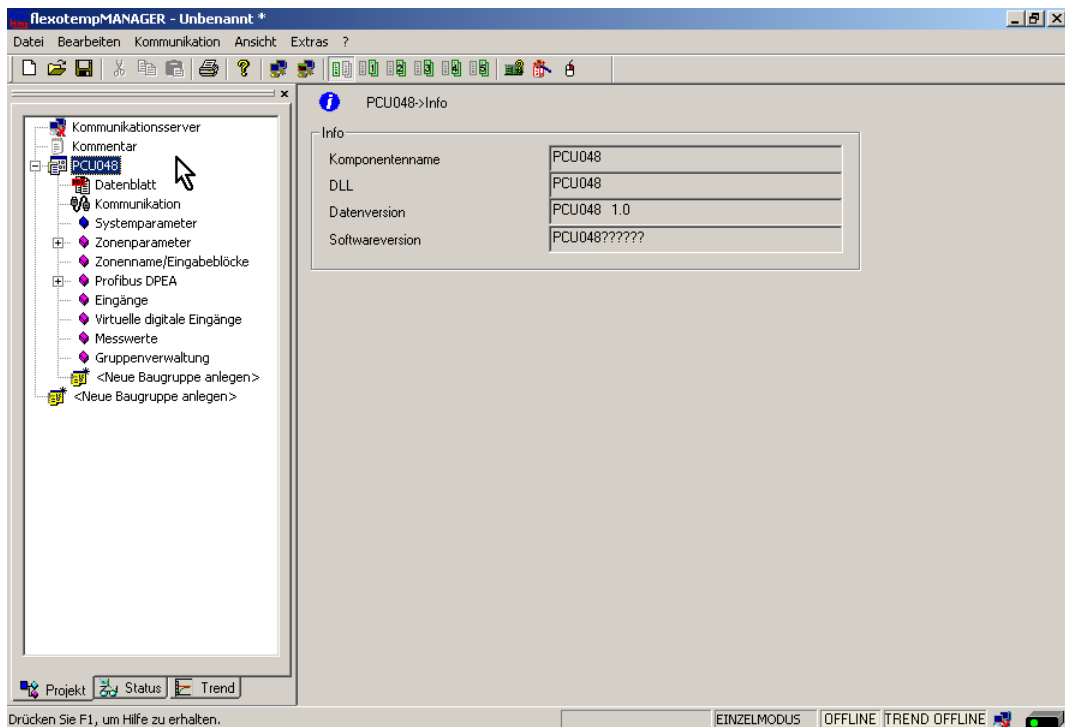 flexotempMANAGER - Unbenannt *
Datei Bearbeiten Kommunikation Ansicht Extras ?
Kommunikationsserver
Kommentar
PCU048
Datenblatt
Kommunikation
Systemparameter
Zonenparameter
Zonenname/Eingabeblöcke
Profibus DPEA
Eingänge
Virtuelle digitale Eingänge
Messwerte
Gruppenverwaltung
<Neue Baugruppe anlegen>
<Neue Baugruppe anlegen>
Projekt Status Trend
PCU048->Info
Info
Komponentenname PCU048
DLL PCU048
Datenversion PCU048 1.0
Softwareversion PCU048??????
Drücken Sie F1, um Hilfe zu erhalten.
EINZELMODUS OFFLINE TREND OFFLINE